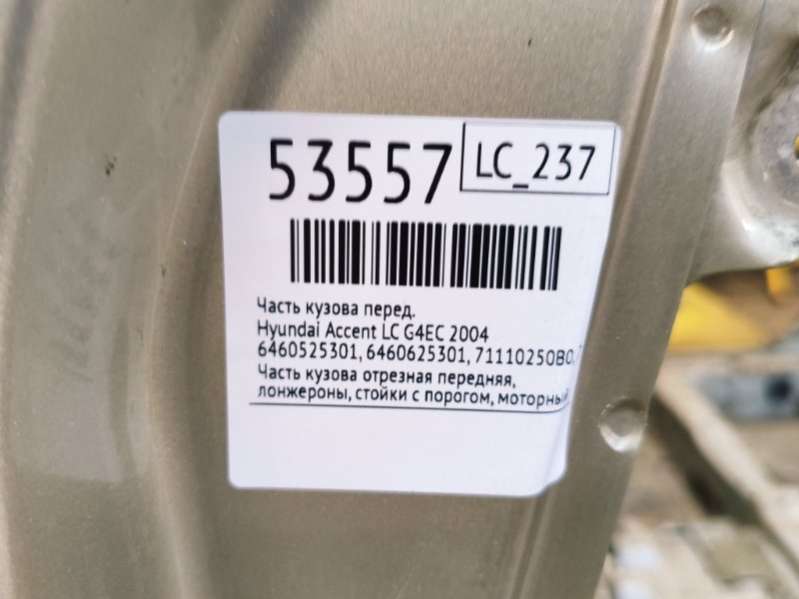 53557
LC_237
Часть кузова перед.
Hyundai Accent LC G4EC 2004
6460525301, 6460625301, 71110250B0,
Часть кузова отрезная передняя,
лонжероны, стойки с порогом, моторный